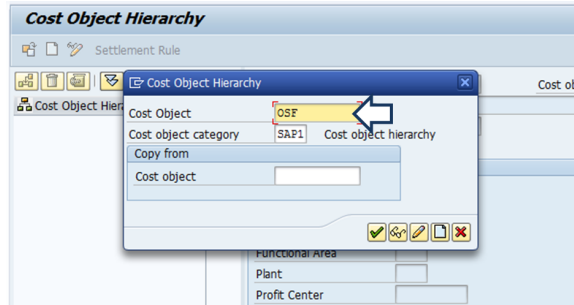 Cost Object Hierarchy
Settlement Rule
Cost Object Hierarchy
Cost ob
Cost Object Hiera
Cost Object OSF
Cost object category SAP1 Cost object hierarchy
Copy from
Cost object
Functional Area
Plant
Profit Center